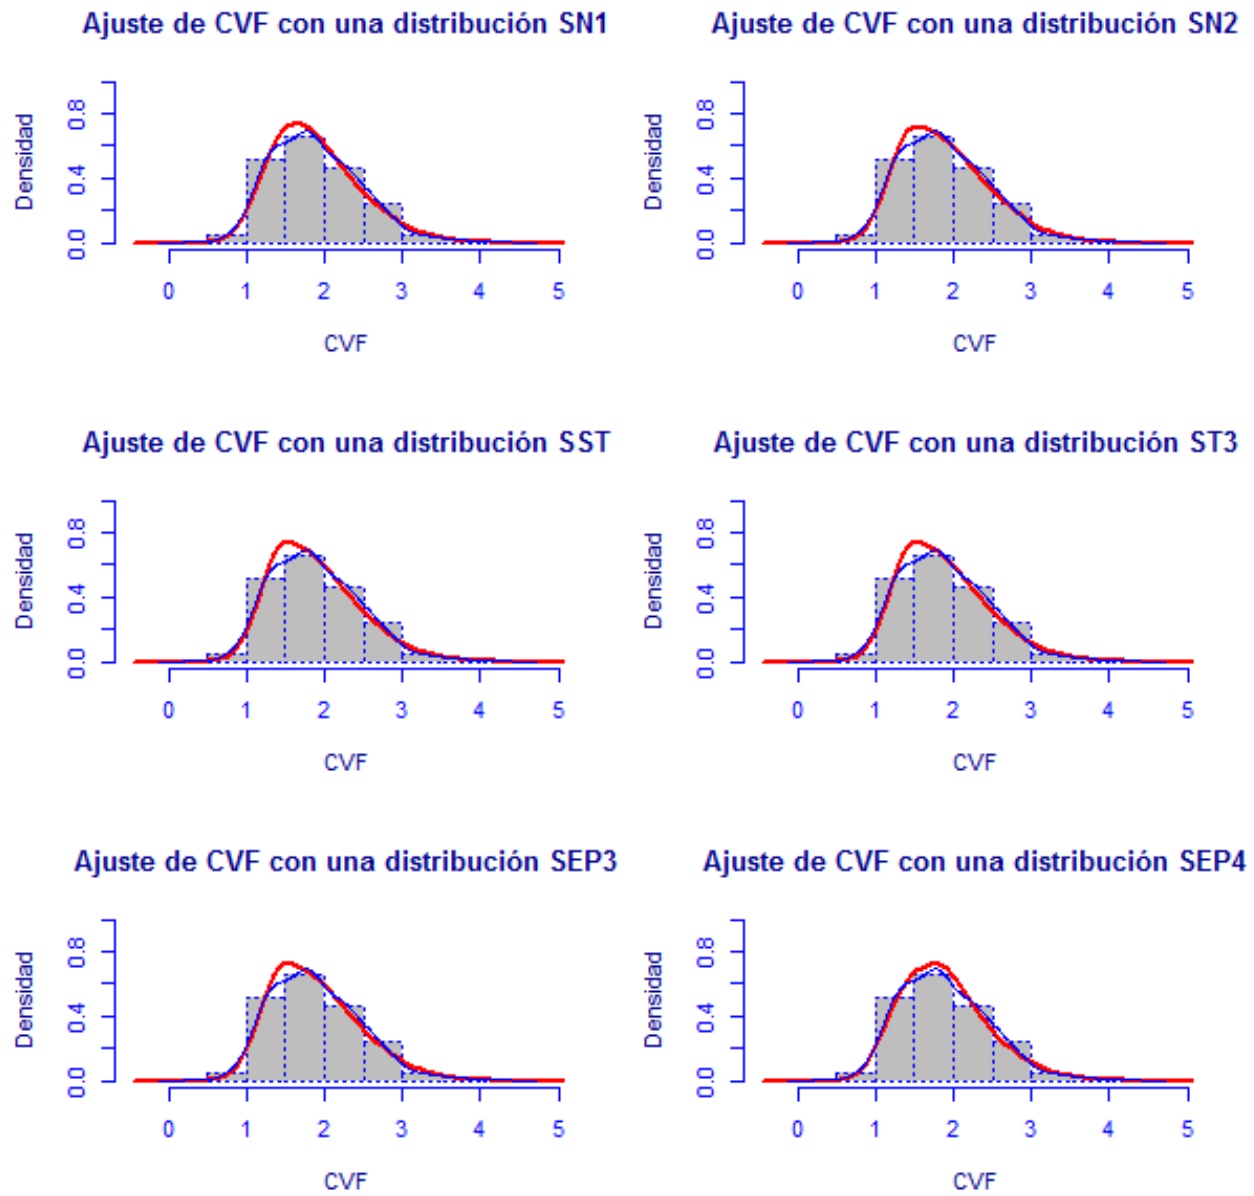 Ajuste de CVF con una distribución SN1
Densidad
0.0 0.4 0.8
0 1 2 3 4 5
CVF
Ajuste de CVF con una distribución SN2
Densidad
0.0 0.4 0.8
0 1 2 3 4 5
CVF
Ajuste de CVF con una distribución SST
Densidad
0.0 0.4 0.8
0 1 2 3 4 5
CVF
Ajuste de CVF con una distribución ST3
Densidad
0.0 0.4 0.8
0 1 2 3 4 5
CVF
Ajuste de CVF con una distribución SEP3
Densidad
0.0 0.4 0.8
0 1 2 3 4 5
CVF
Ajuste de CVF con una distribución SEP4
Densidad
0.0 0.4 0.8
0 1 2 3 4 5
CVF